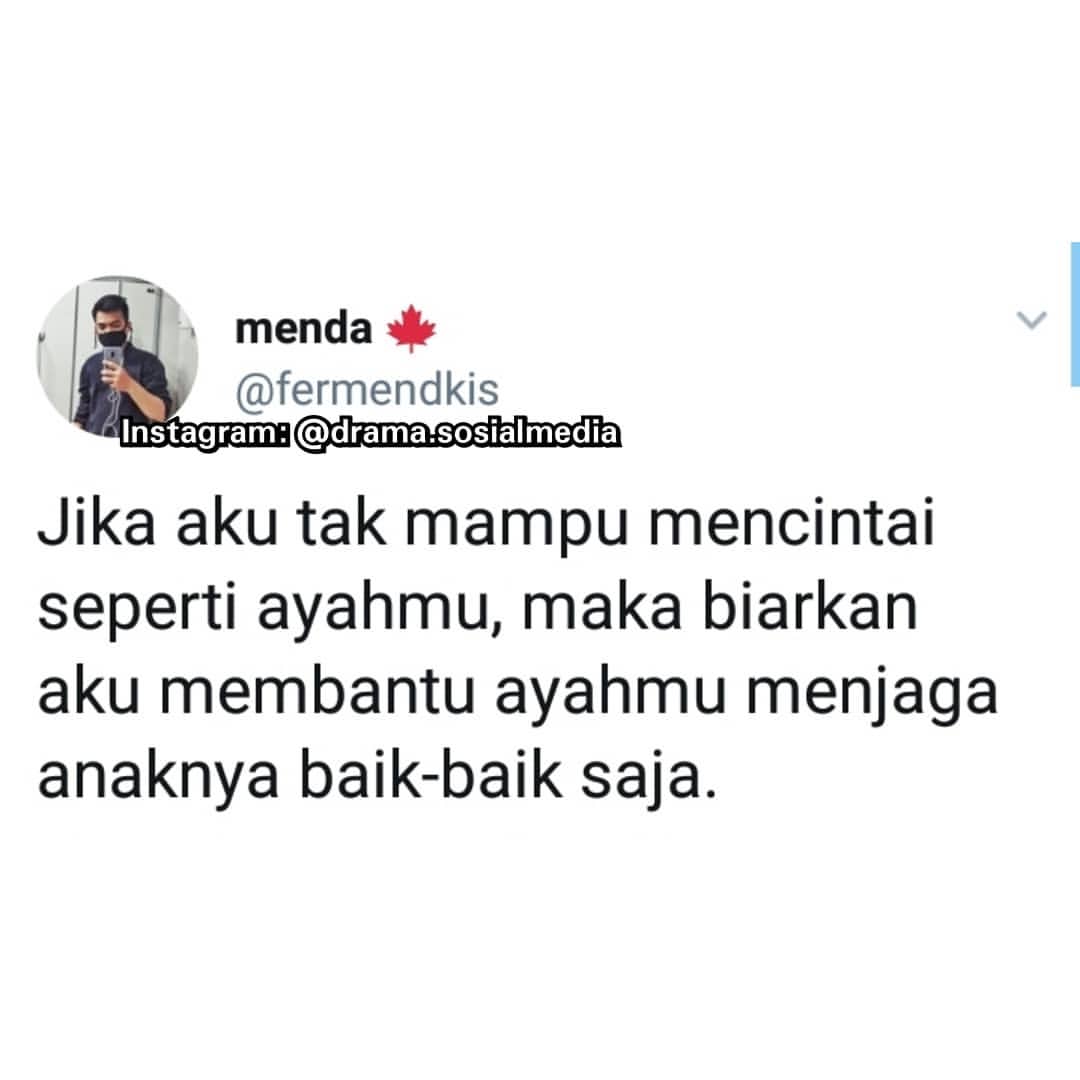 menda 🍁
@fermendkis
Instagram: @drama.sosialmedia
Jika aku tak mampu mencintai
seperti ayahmu, maka biarkan
aku membantu ayahmu menjaga
anaknya baik-baik saja.